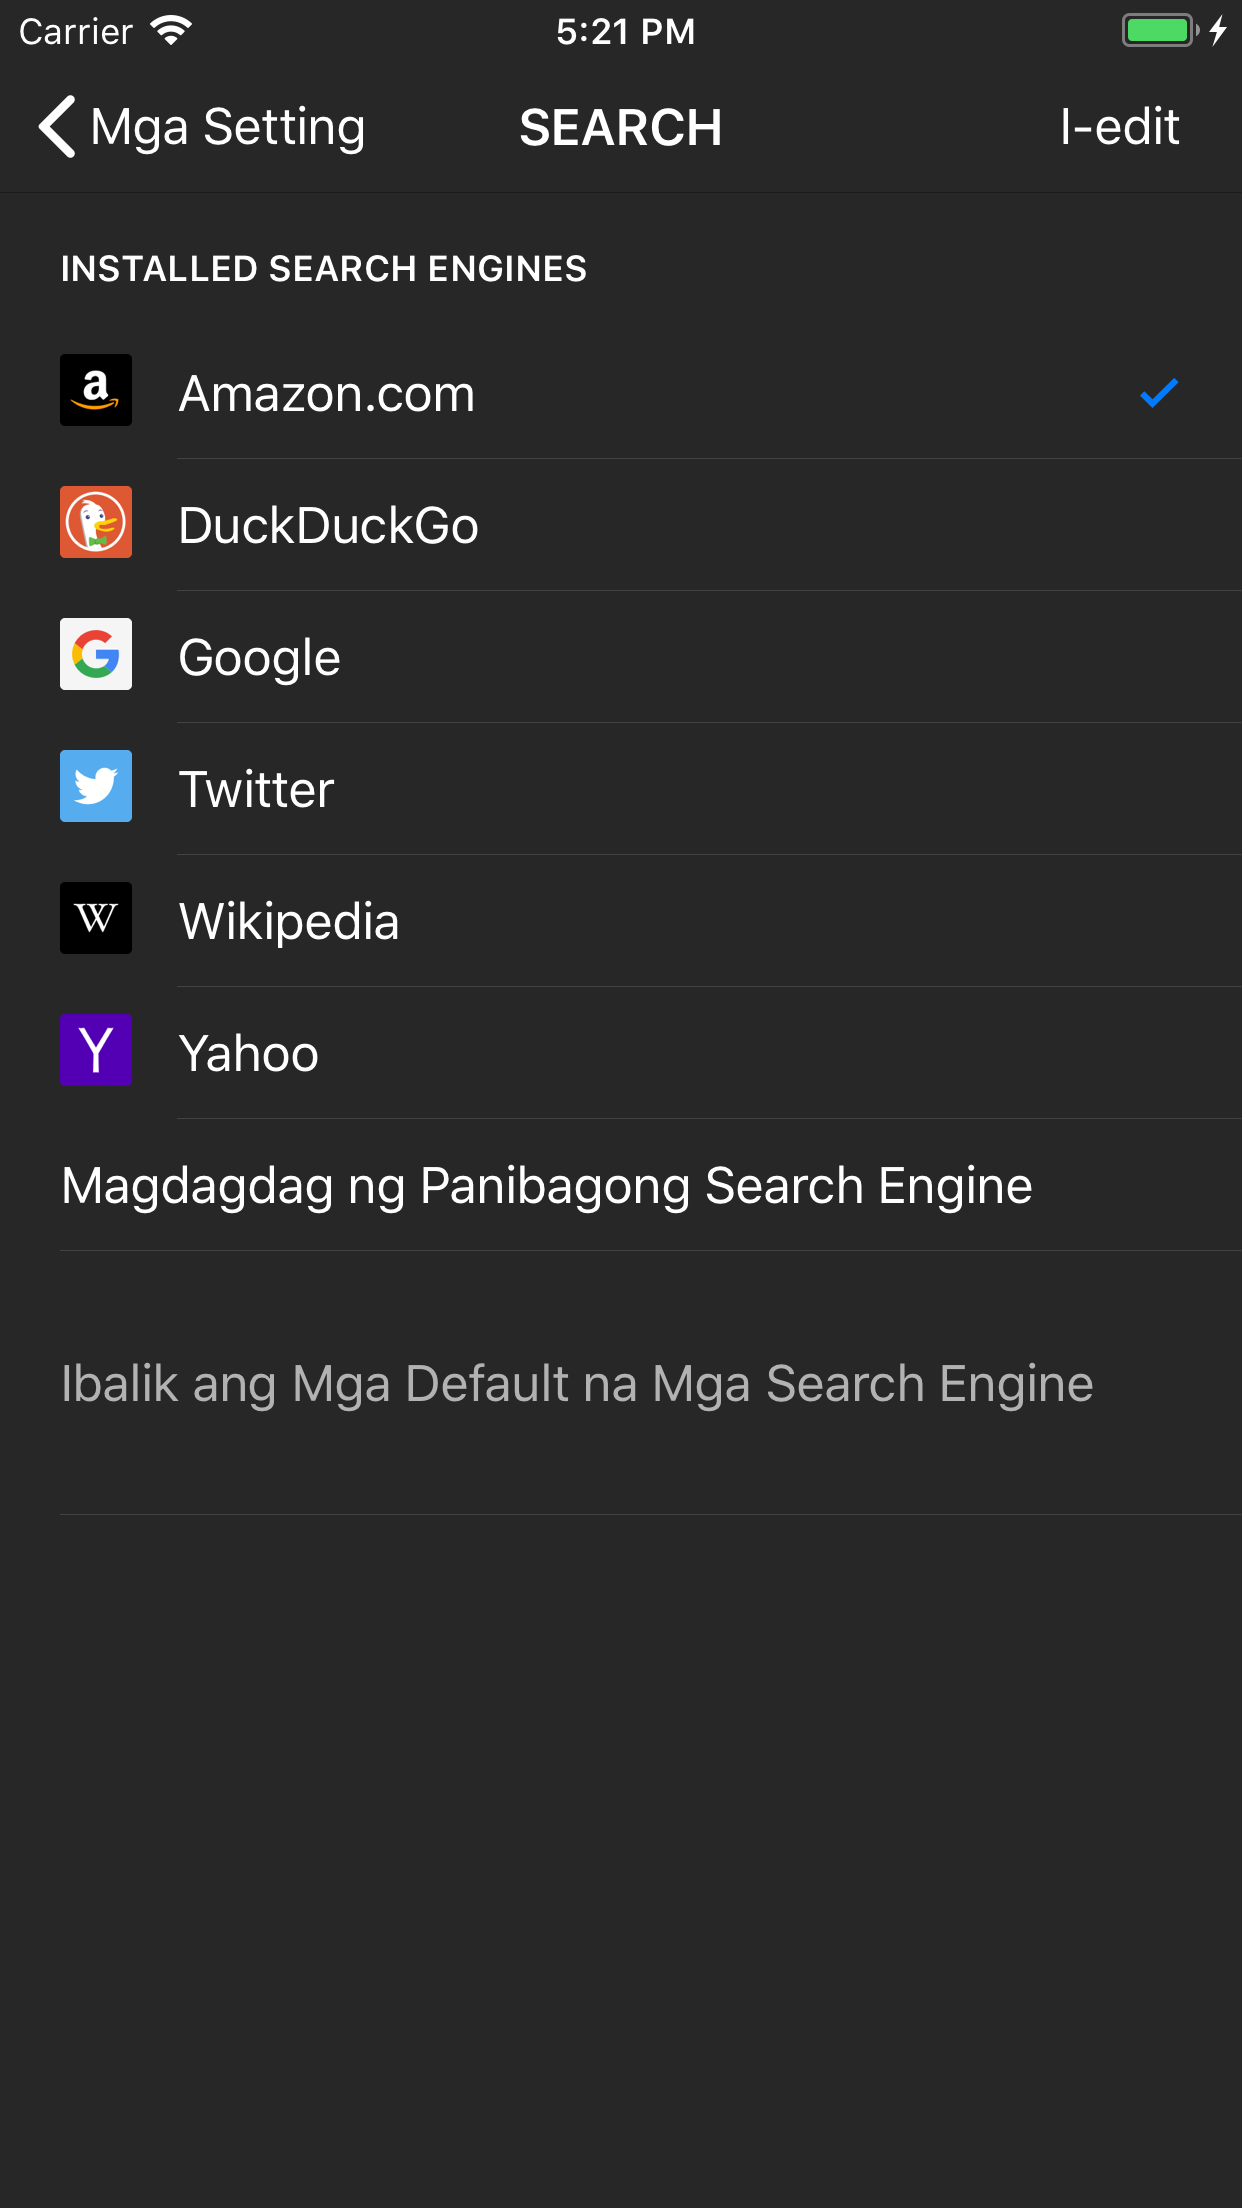 Carrier
5:21 PM
Mga Setting
SEARCH
I-edit
INSTALLED SEARCH ENGINES
Amazon.com
DuckDuckGo
Google
Twitter
Wikipedia
Yahoo
Magdagdag ng Panibagong Search Engine
Ibalik ang Mga Default na Mga Search Engine